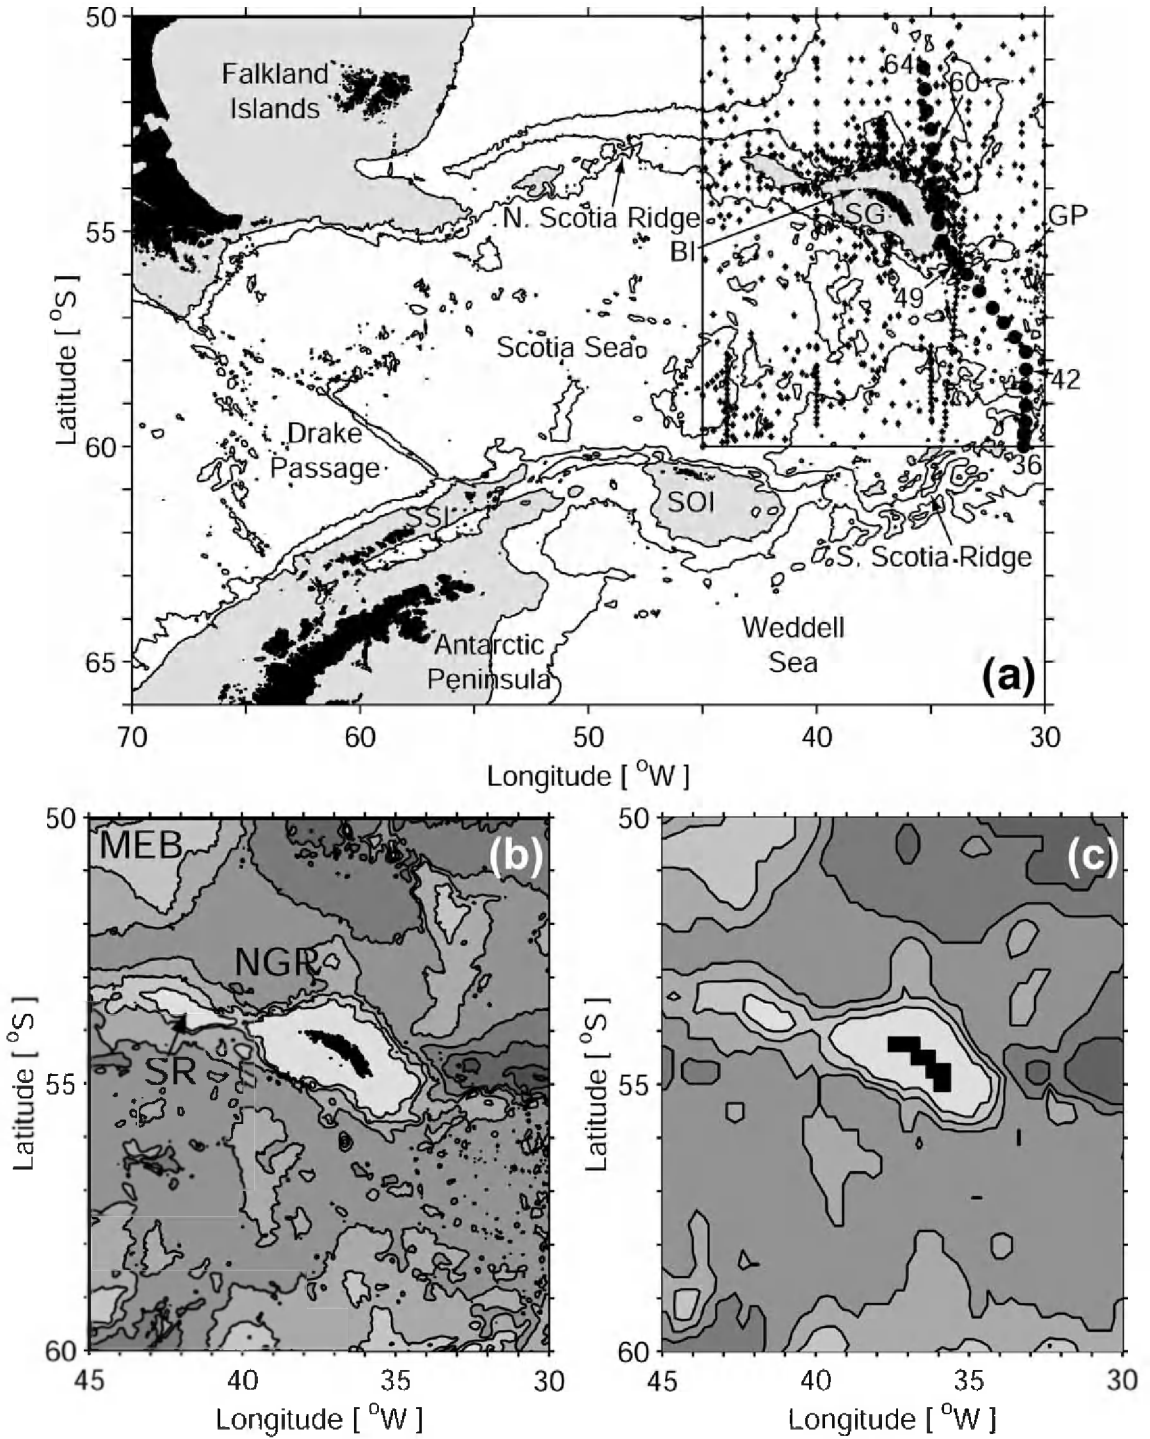 50
Falkland
Islands
64
60
N. Scotia Ridge
SG
GP
BI
55
49
Scotia Sea
42
Drake
Passage
60
36
SSI
SOI
S. Scotia Ridge
Antarctic
Peninsula
Weddell
Sea
65
(a)
70
60
50
40
30
Latitude [ °S]
Longitude [ °W ]
50
MEB
(b)
NGR
SR
55
60
45
40
35
30
Latitude [ °S]
Longitude [ °W ]
50
(c)
55
60
45
40
35
30
Latitude [ °S]
Longitude [ °W]